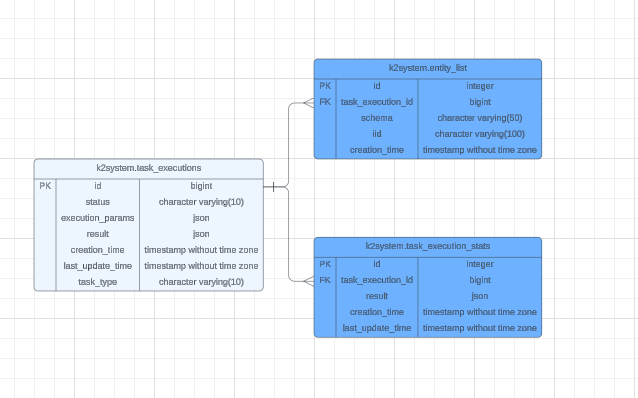 k2system.entity_list
PK id integer
FK task_execution_id bigint
schema character varying(50)
iid character varying(100)
creation_time timestamp without time zone
k2system.task_executions
PK id bigint
status character varying(10)
execution_params json
result json
creation_time timestamp without time zone
last_update_time timestamp without time zone
task_type character varying(10)
k2system.task_execution_stats
PK id integer
FK task_execution_id bigint
result json
creation_time timestamp without time zone
last_update_time timestamp without time zone